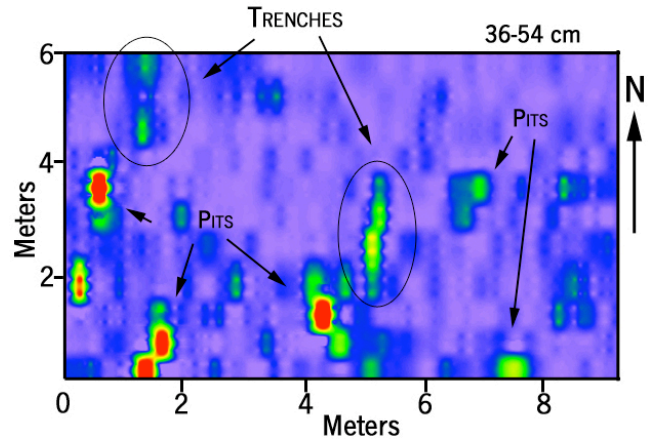 TRENCHES
36-54 cm
6
N
PITS
4
Meters
PITS
2
0 2 4 6 8
Meters